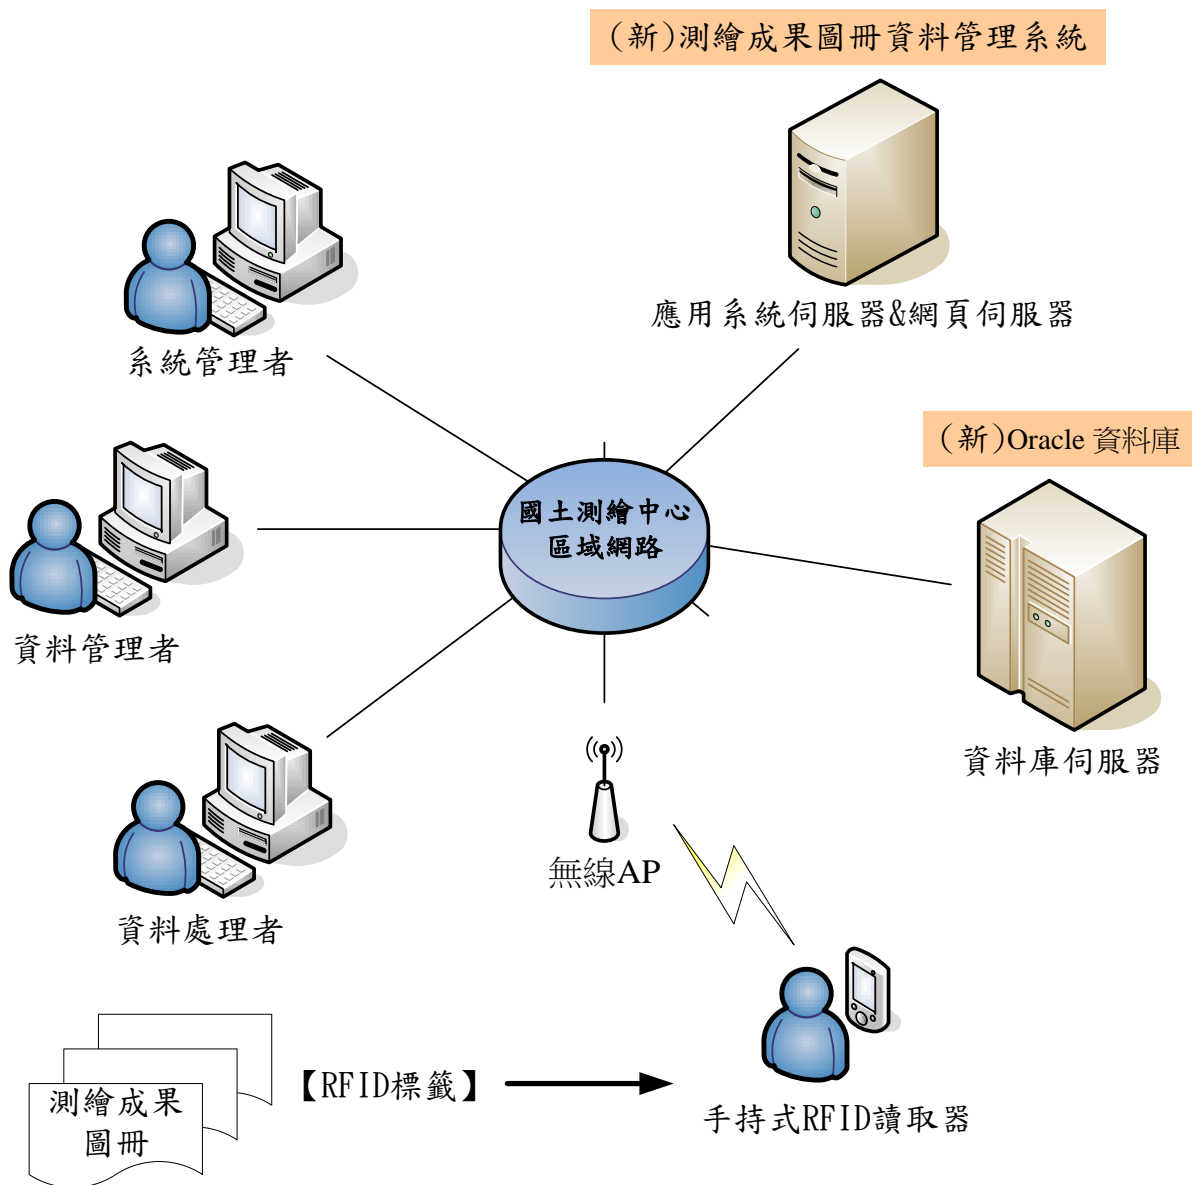 (新)測繪成果圖冊資料管理系統
應用系統伺服器&網頁伺服器
系統管理者
(新)Oracle 資料庫
國土測繪中心
區域網路
資料管理者
資料庫伺服器
無線AP
資料處理者
【RFID標籤】
測繪成果
圖冊
手持式RFID讀取器